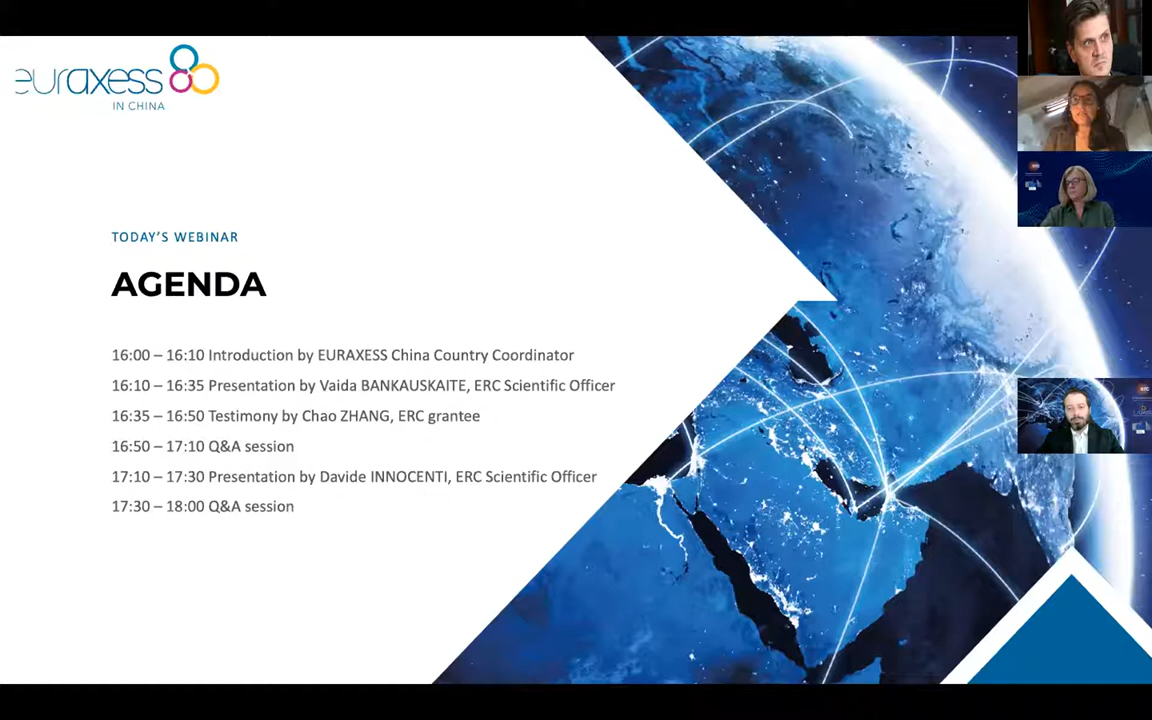 euraxess
IN CHINA
TODAY'S WEBINAR
AGENDA
16:00 – 16:10 Introduction by EURAXESS China Country Coordinator
16:10 – 16:35 Presentation by Vaida BANKAUSKAITE, ERC Scientific Officer
16:35 – 16:50 Testimony by Chao ZHANG, ERC grantee
16:50 – 17:10 Q&A session
17:10 – 17:30 Presentation by Davide INNOCENTI, ERC Scientific Officer
17:30 – 18:00 Q&A session
erc
erc